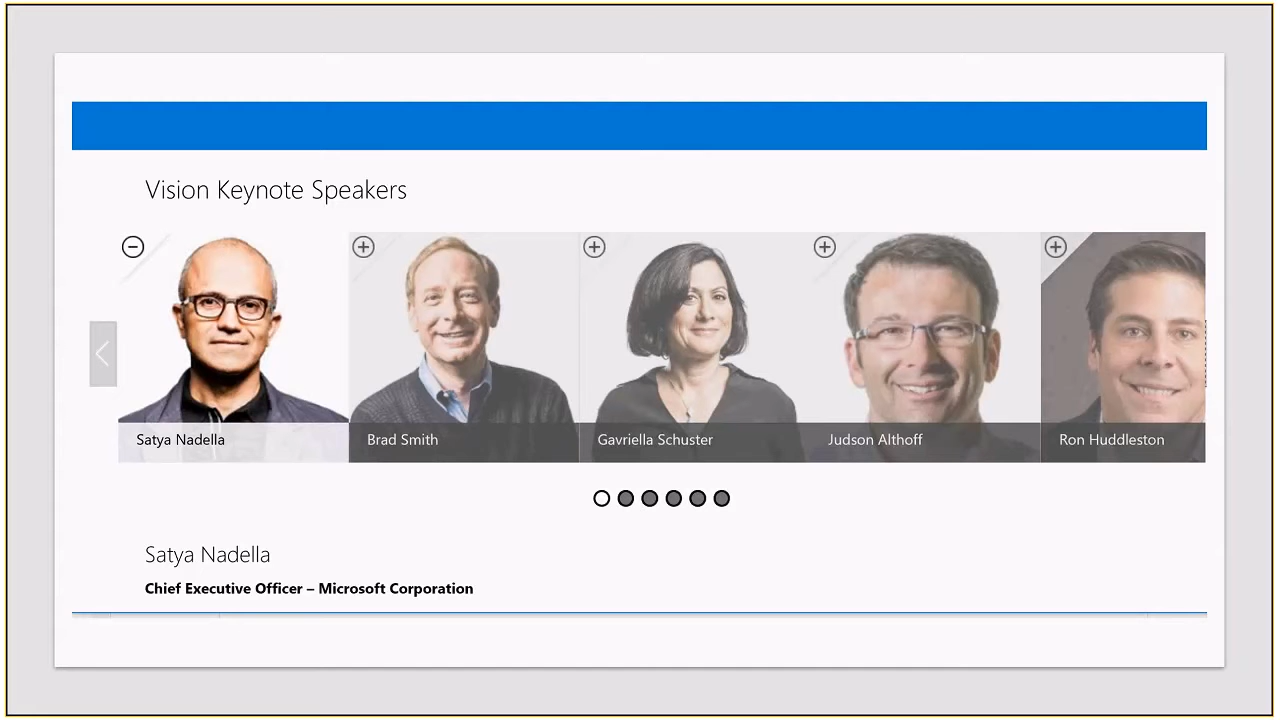 Vision Keynote Speakers
Satya Nadella
Brad Smith
Gavriella Schuster
Judson Althoff
Ron Huddleston
Satya Nadella
Chief Executive Officer – Microsoft Corporation